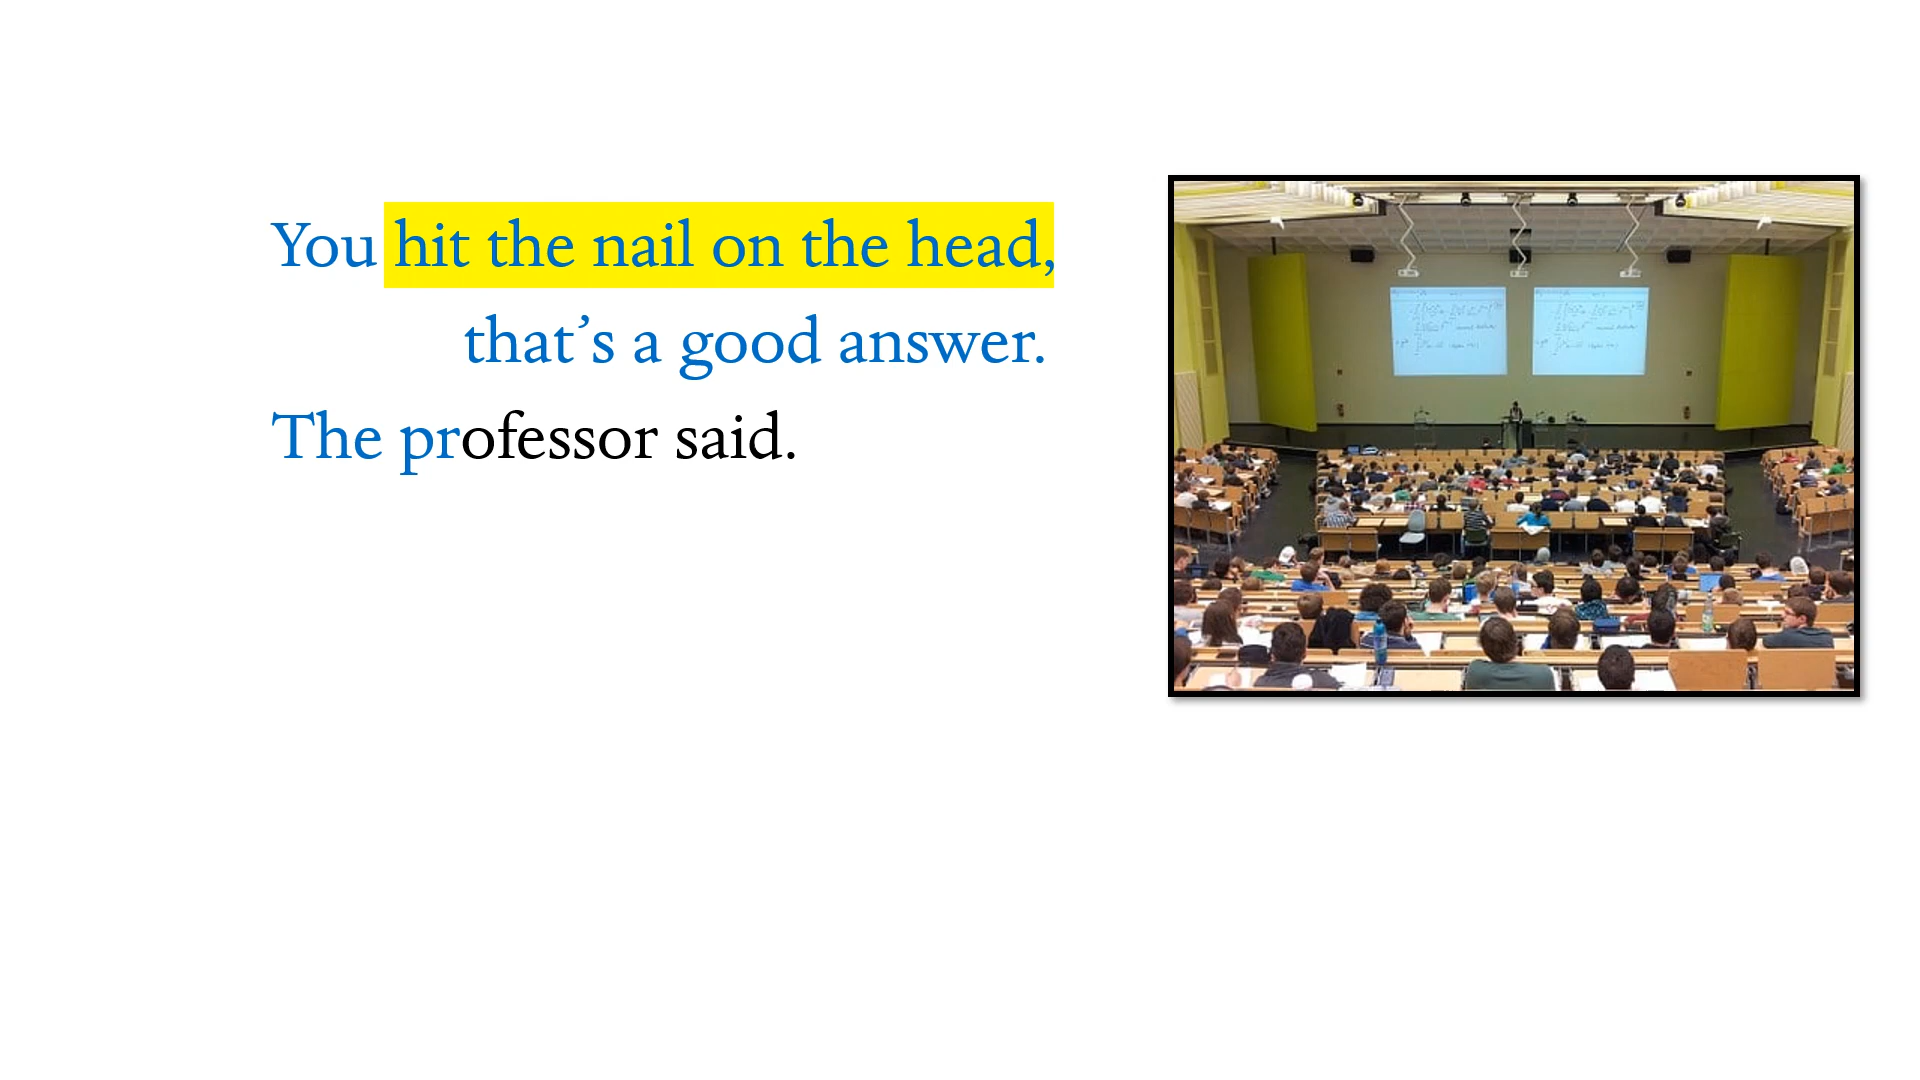 You hit the nail on the head,
that’s a good answer.
The professor said.